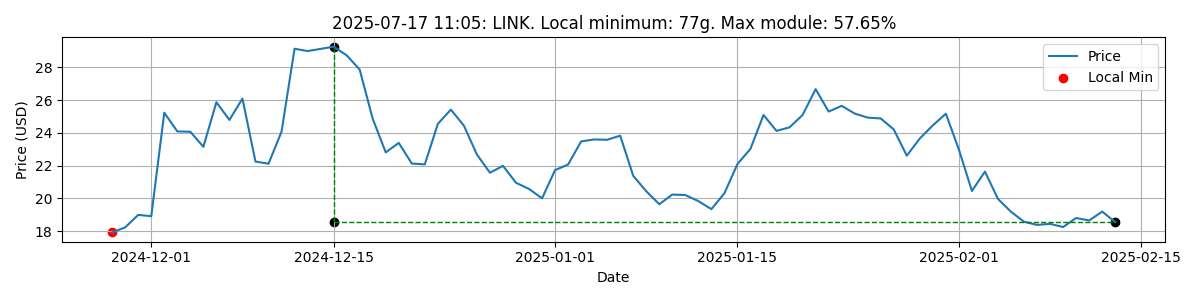 2025-07-17 11:05: LINK. Local minimum: 77g. Max module: 57.65%
Price (USD)
28
26
24
22
20
18
Price
Local Min
2024-12-01
2024-12-15
2025-01-01
2025-01-15
2025-02-01
2025-02-15
Date